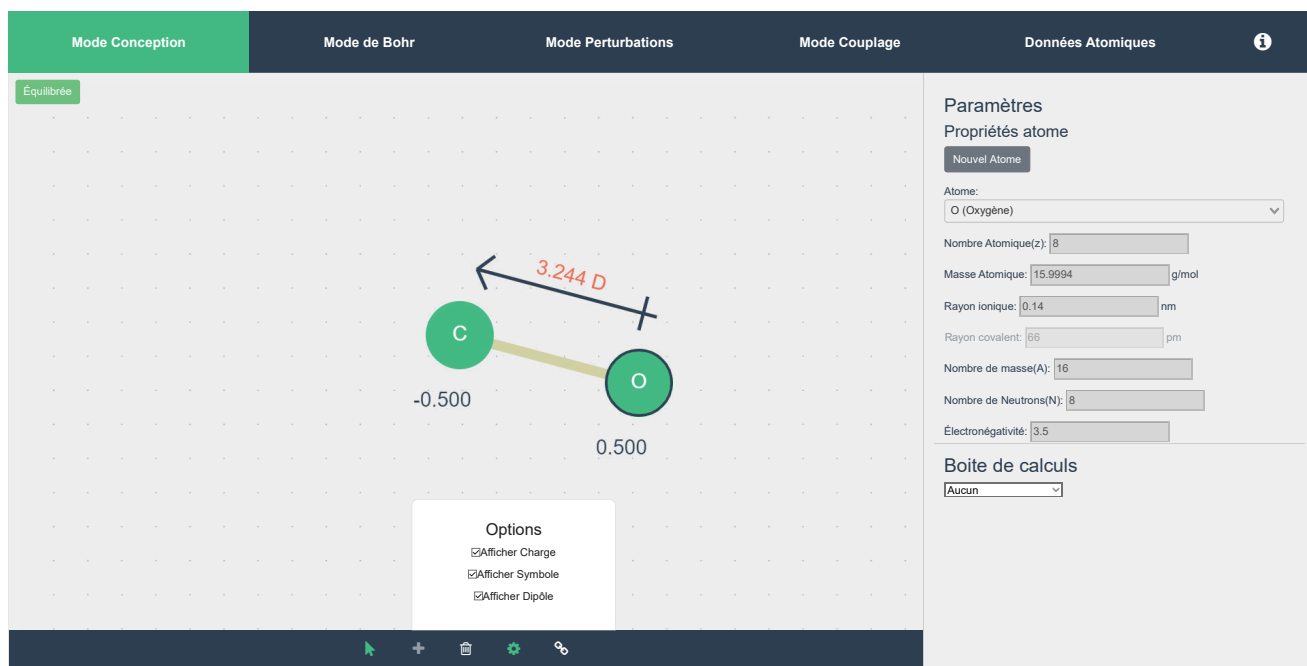 Mode Conception Mode de Bohr Mode Perturbations Mode Couplage Données Atomiques i
Équilibrée
3.244 D
C
O
-0.500
0.500
Options
Afficher Charge
Afficher Symbole
Afficher Dipôle
Paramètres
Propriétés atome
Nouvel Atome
Atome:
O (Oxygène)
Nombre Atomique(z): 8
Masse Atomique: 15.9994 g/mol
Rayon ionique: 0.14 nm
Rayon covalent: 66 pm
Nombre de masse(A): 16
Nombre de Neutrons(N): 8
Électronégativité: 3.5
Boite de calculs
Aucun